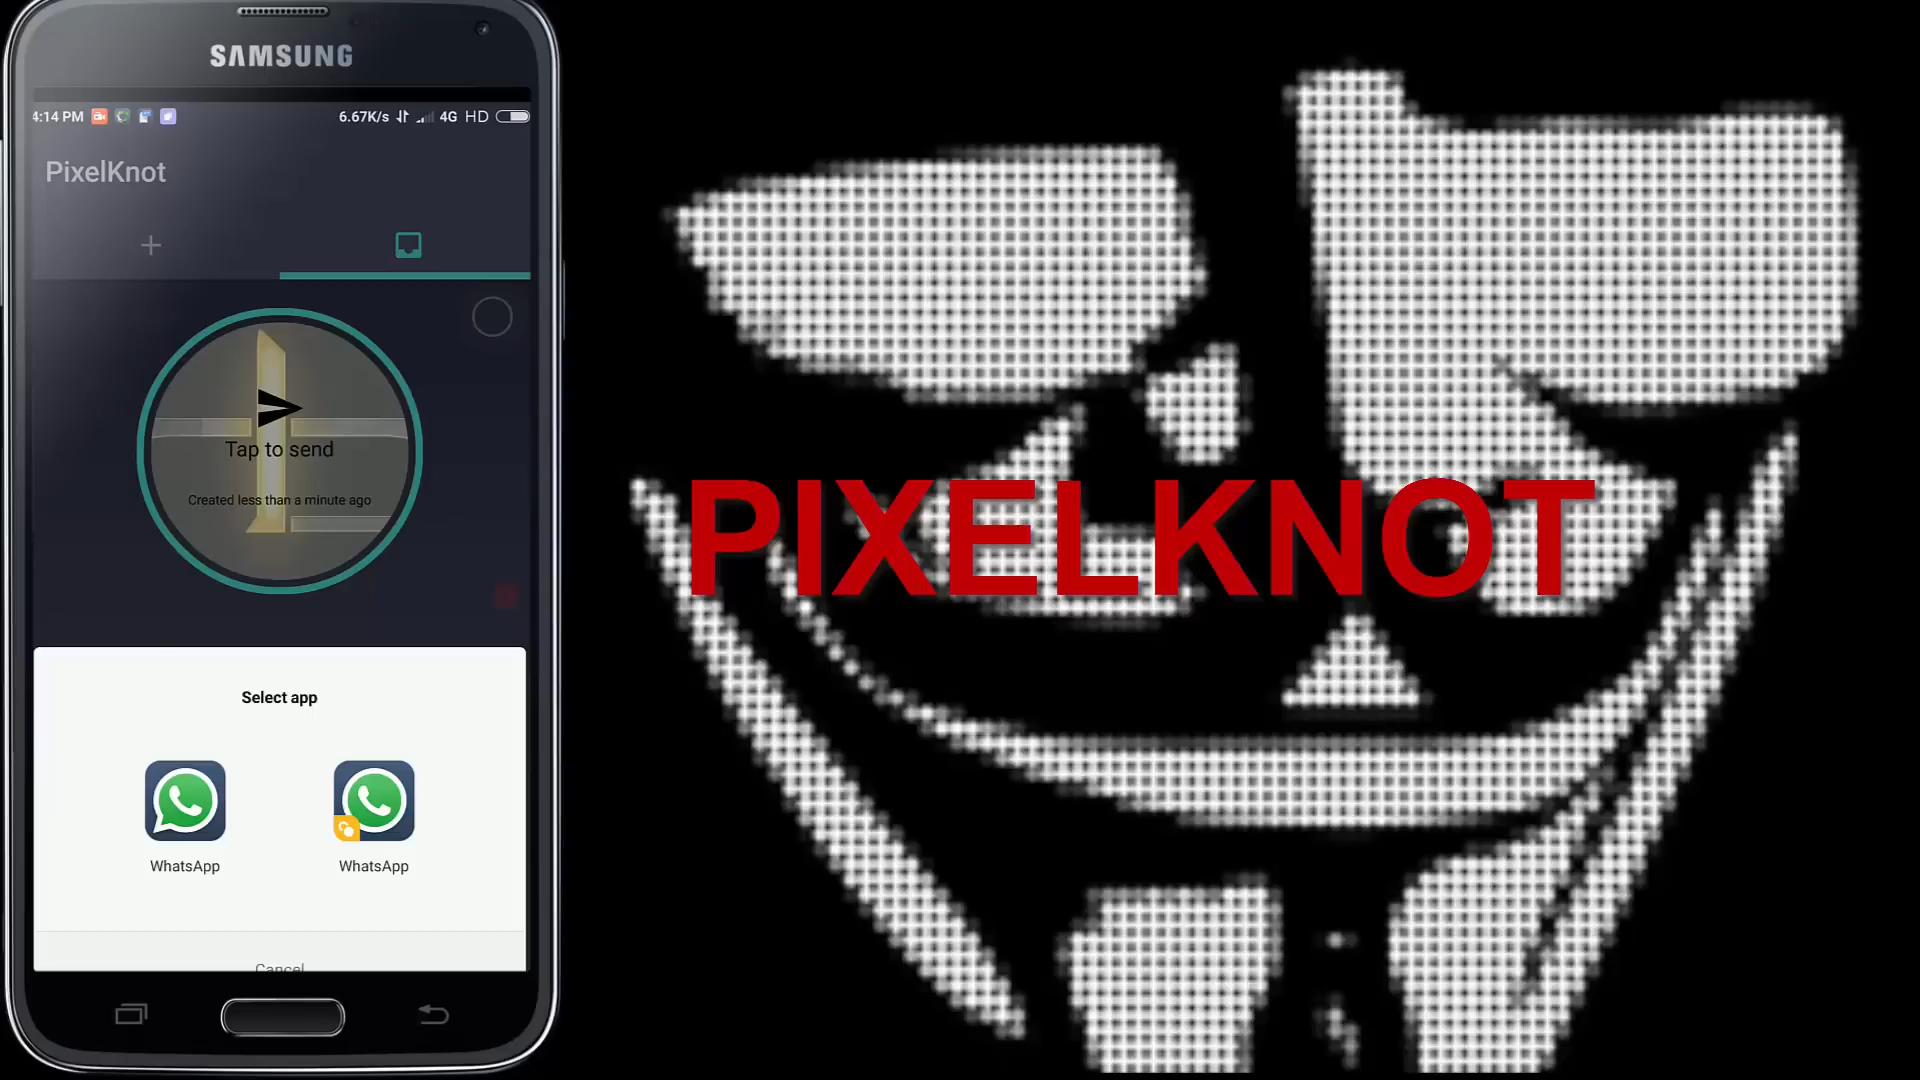 SAMSUNG
4:14 PM 6.67K/s 4G HD
PixelKnot
Tap to send
Created less than a minute ago
Select app
WhatsApp WhatsApp
Cancel
PIXELKNOT